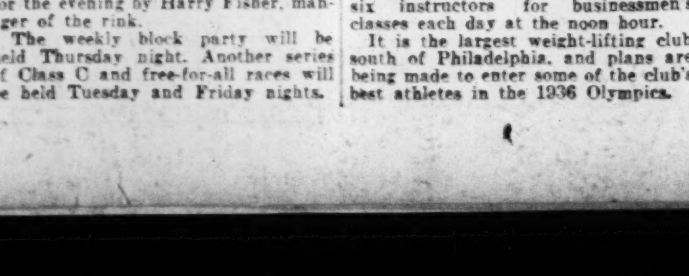 or the evening by Harry Fisher, man-
ger of the rink.
The weekly block party will be
eld Thursday night. Another series
f Class C and free-for-all races will
e held Tuesday and Friday nights.
six instructors for businessmen's
classes each day at the noon hour.
It is the largest weight-lifting club
south of Philadelphia, and plans are
being made to enter some of the club's
best athletes in the 1936 Olympics.